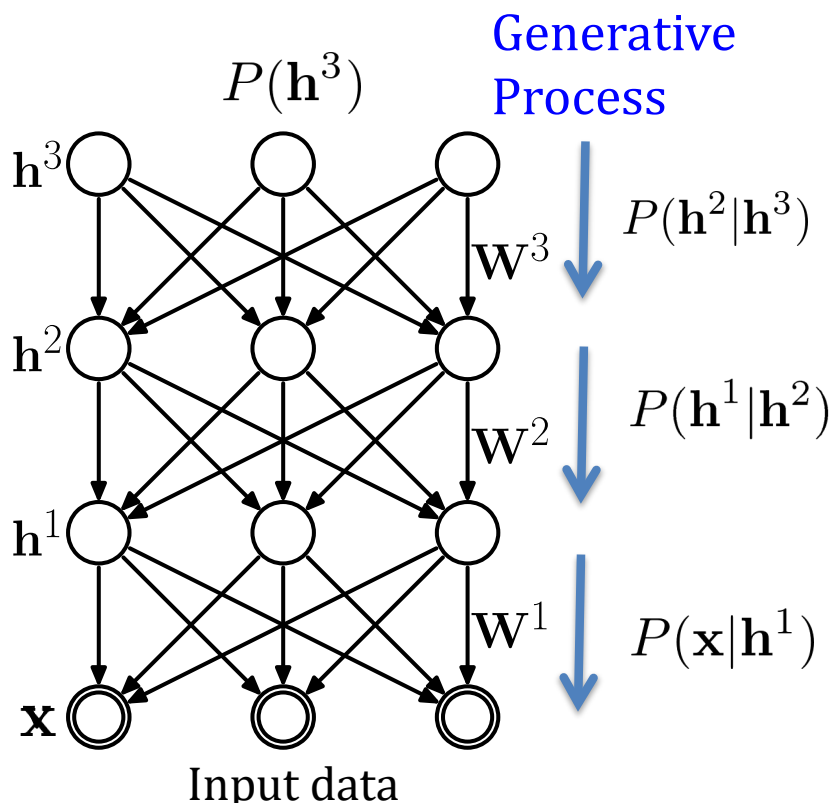 Generative
Process
P(𝐡³)
𝐡³
P(𝐡²|𝐡³)
𝐖³
𝐡²
P(𝐡¹|𝐡²)
𝐖²
𝐡¹
P(𝐱|𝐡¹)
𝐖¹
𝐱
Input data